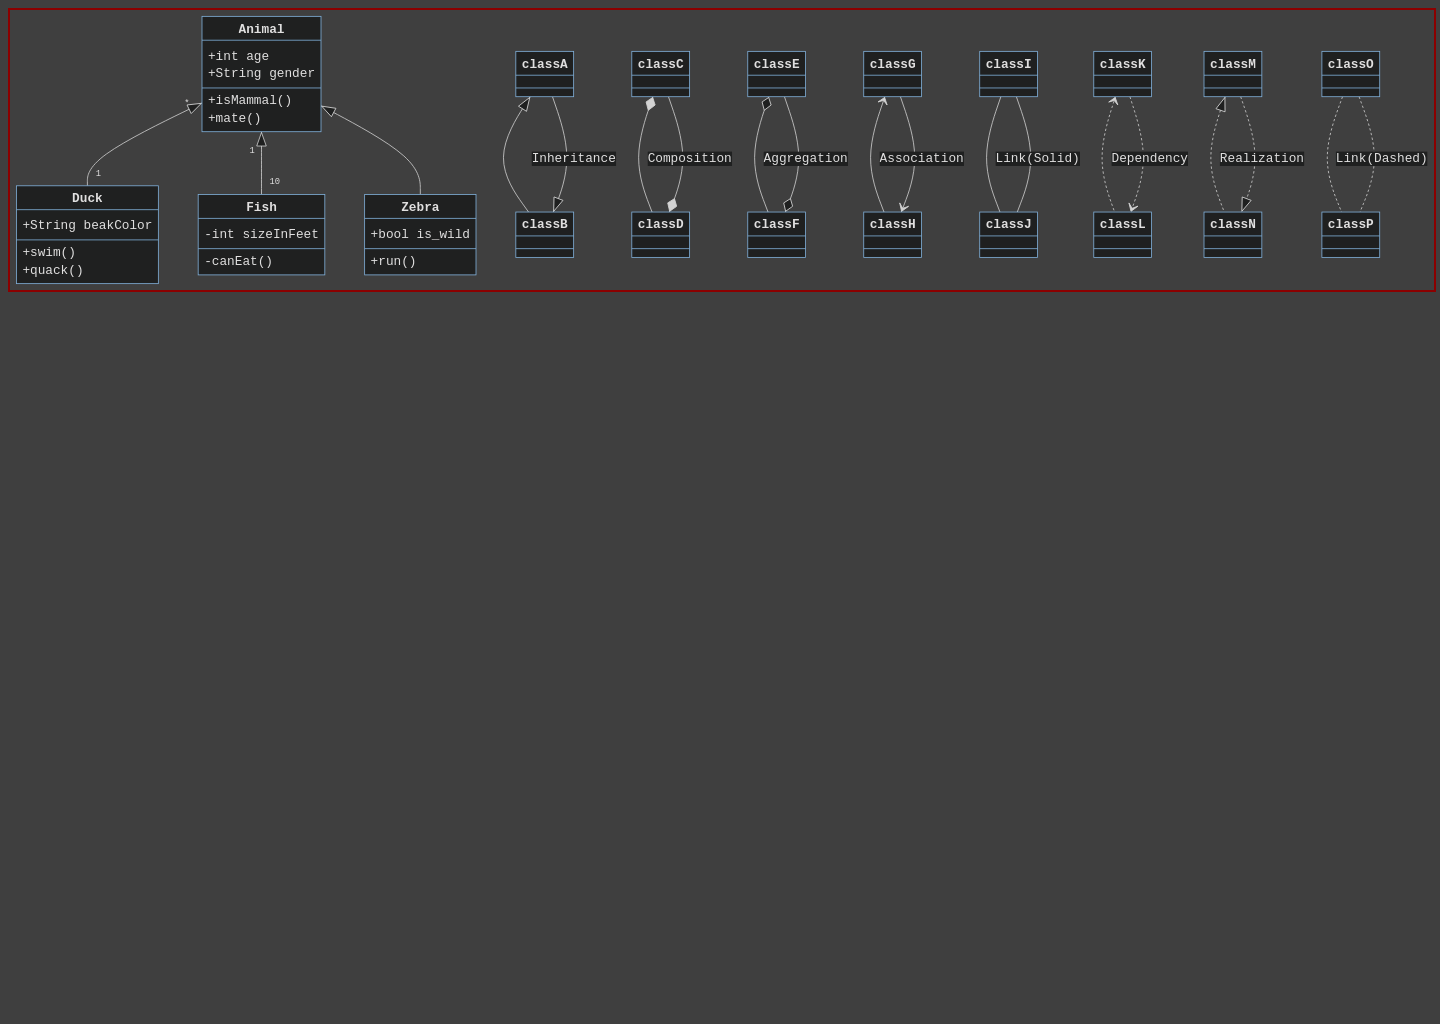 Animal
+int age
+String gender
+isMammal()
+mate()
*
1
1
10
Duck
+String beakColor
+swim()
+quack()
Fish
-int sizeInFeet
-canEat()
Zebra
+bool is_wild
+run()
classA
classC
classE
classG
classI
classK
classM
classO
Inheritance
Composition
Aggregation
Association
Link(Solid)
Dependency
Realization
Link(Dashed)
classB
classD
classF
classH
classJ
classL
classN
classP